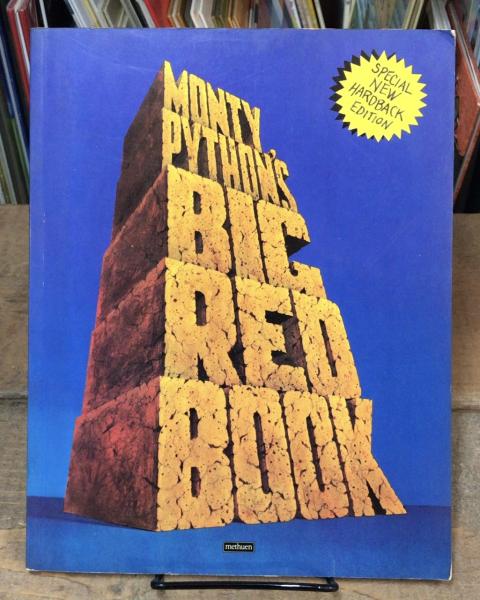 MONTY
PYTHON'S
BIG
RED
BOOK
SPECIAL
NEW
HARDBACK
EDITION
methuen